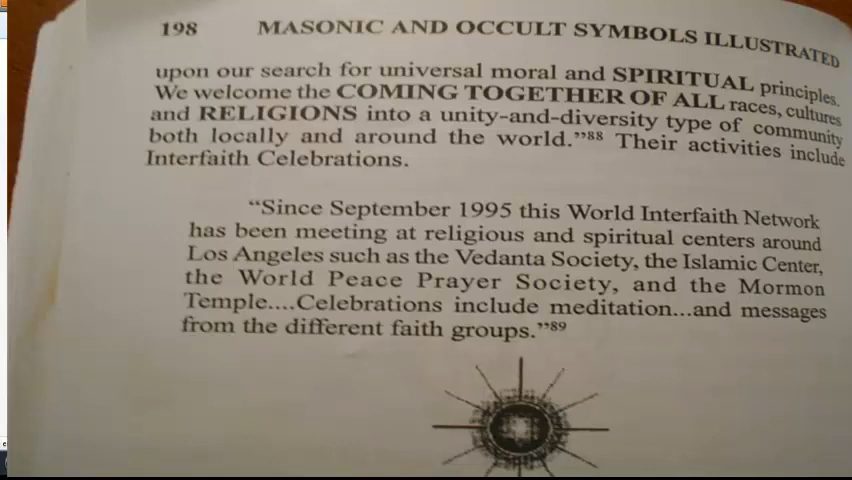 198 MASONIC AND OCCULT SYMBOLS ILLUSTRATED
upon our search for universal moral and SPIRITUAL principles.
We welcome the COMING TOGETHER OF ALL races, cultures
and RELIGIONS into a unity-and-diversity type of community
both locally and around the world.”88 Their activities include
Interfaith Celebrations.
“Since September 1995 this World Interfaith Network
has been meeting at religious and spiritual centers around
Los Angeles such as the Vedanta Society, the Islamic Center,
the World Peace Prayer Society, and the Mormon
Temple....Celebrations include meditation...and messages
from the different faith groups.”89